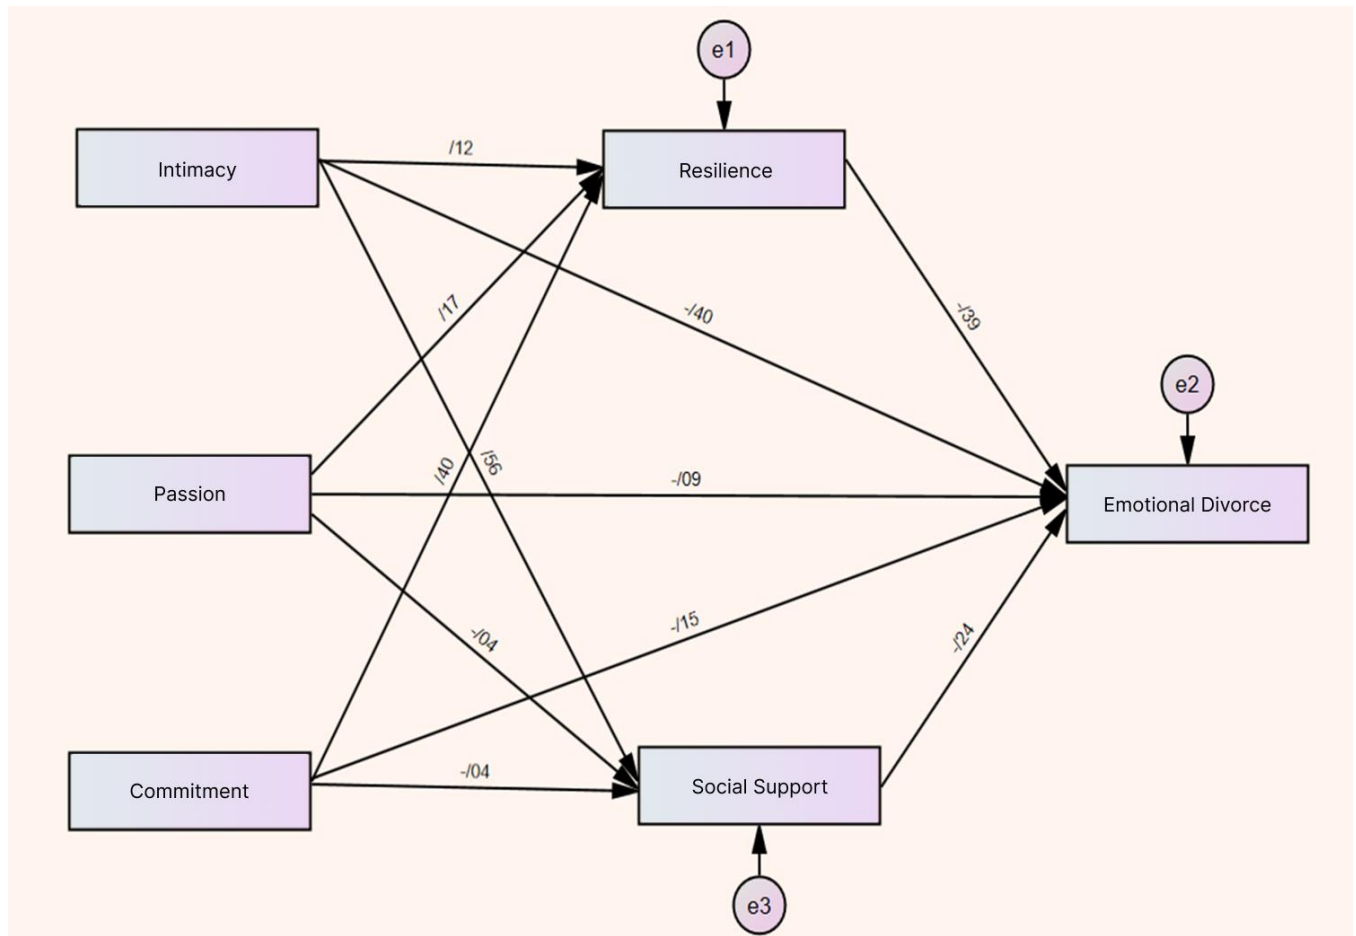 e1
Intimacy
/12
Resilience
/17
-/40
-/39
e2
/40
/56
-/09
Passion
Emotional Divorce
-/04
-/15
-/24
Commitment
-/04
Social Support
e3